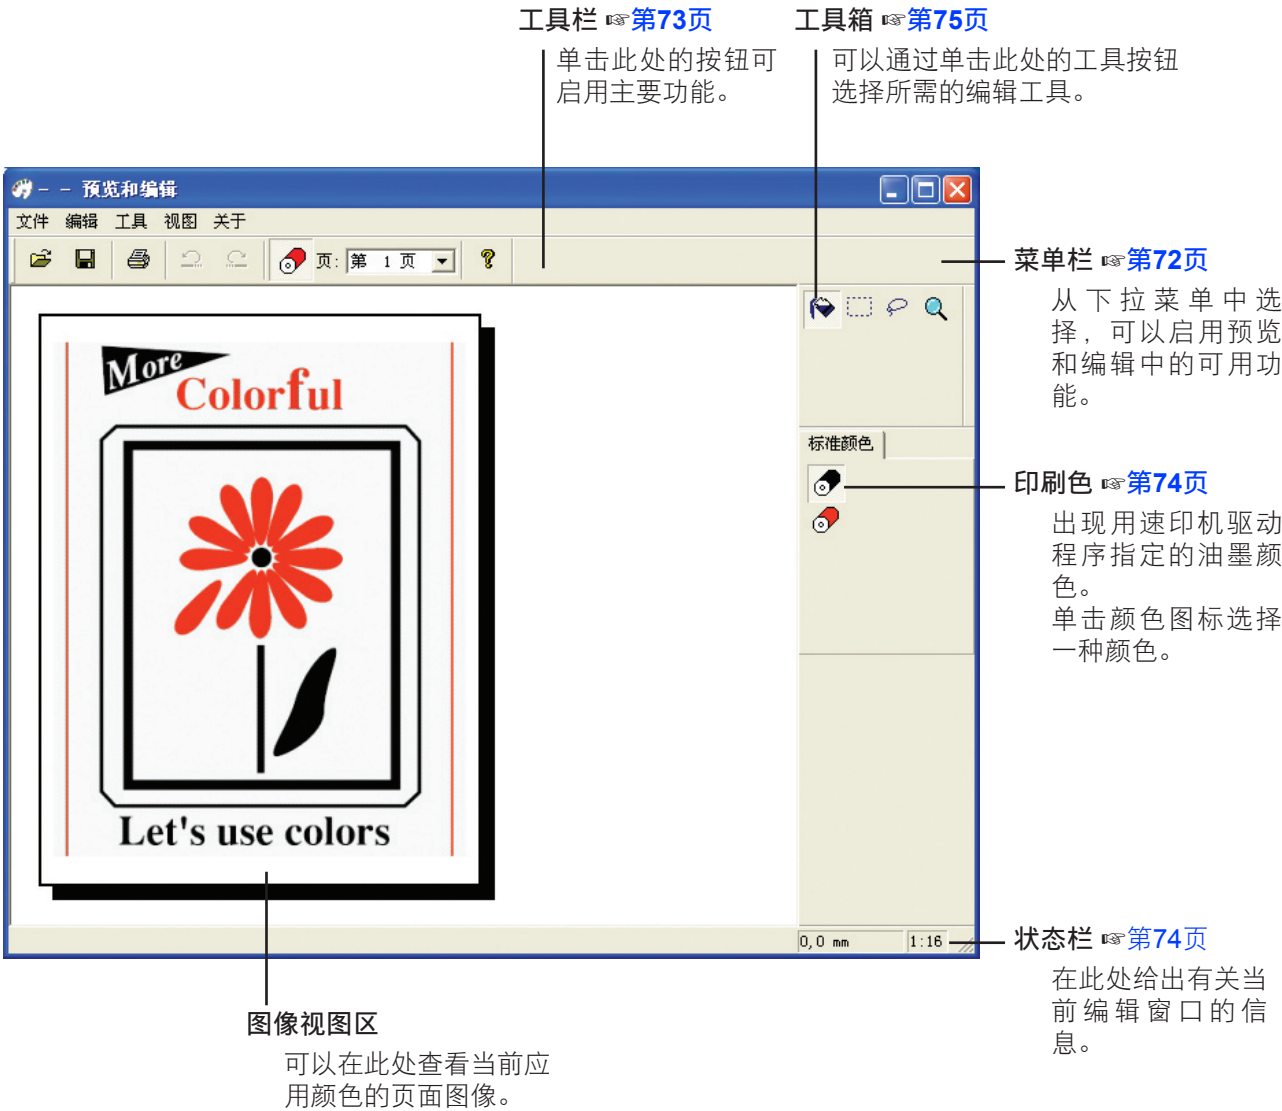 工具栏 ☞第73页
单击此处的按钮可
启用主要功能。
工具箱 ☞第75页
可以通过单击此处的工具按钮
选择所需的编辑工具。
- - 预览和编辑
文件 编辑 工具 视图 关于
页: 第 1 页
菜单栏 ☞第72页
从下拉菜单中选
择，可以启用预览
和编辑中的可用功
能。
More
Colorful
Let's use colors
标准颜色
印刷色 ☞第74页
出现用速印机驱动
程序指定的油墨颜
色。
单击颜色图标选择
一种颜色。
0,0 mm 1:16
状态栏 ☞第74页
在此处给出有关当
前编辑窗口的信
息。
图像视图区
可以在此处查看当前应
用颜色的页面图像。